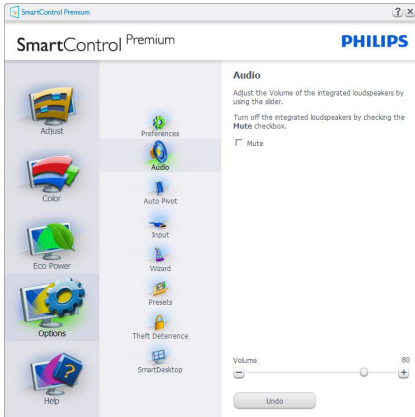 SmartControl Premium
SmartControl Premium
PHILIPS
Adjust
Color
Eco Power
Options
Help
Preferences
Audio
Auto Pivot
Input
Wizard
Presets
Theft Deterrence
SmartDesktop
Audio
Adjust the Volume of the integrated loudspeakers by
using the slider.
Turn off the integrated loudspeakers by checking the
Mute checkbox.
Mute
Volume 80
Undo